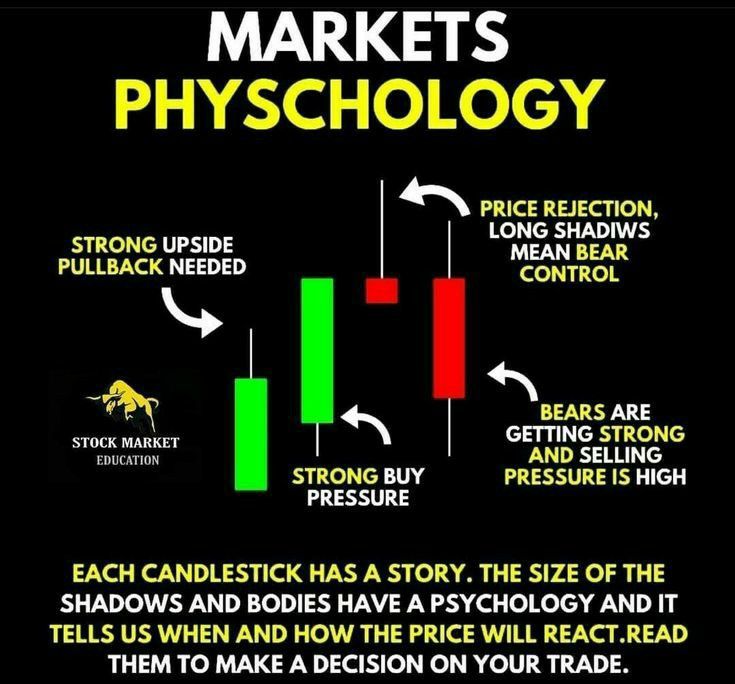 MARKETS
PHYSCHOLOGY
STRONG UPSIDE
PULLBACK NEEDED
PRICE REJECTION,
LONG SHADIWS
MEAN BEAR
CONTROL
STOCK MARKET
EDUCATION
STRONG BUY
PRESSURE
BEARS ARE
GETTING STRONG
AND SELLING
PRESSURE IS HIGH
EACH CANDLESTICK HAS A STORY. THE SIZE OF THE
SHADOWS AND BODIES HAVE A PSYCHOLOGY AND IT
TELLS US WHEN AND HOW THE PRICE WILL REACT.READ
THEM TO MAKE A DECISION ON YOUR TRADE.